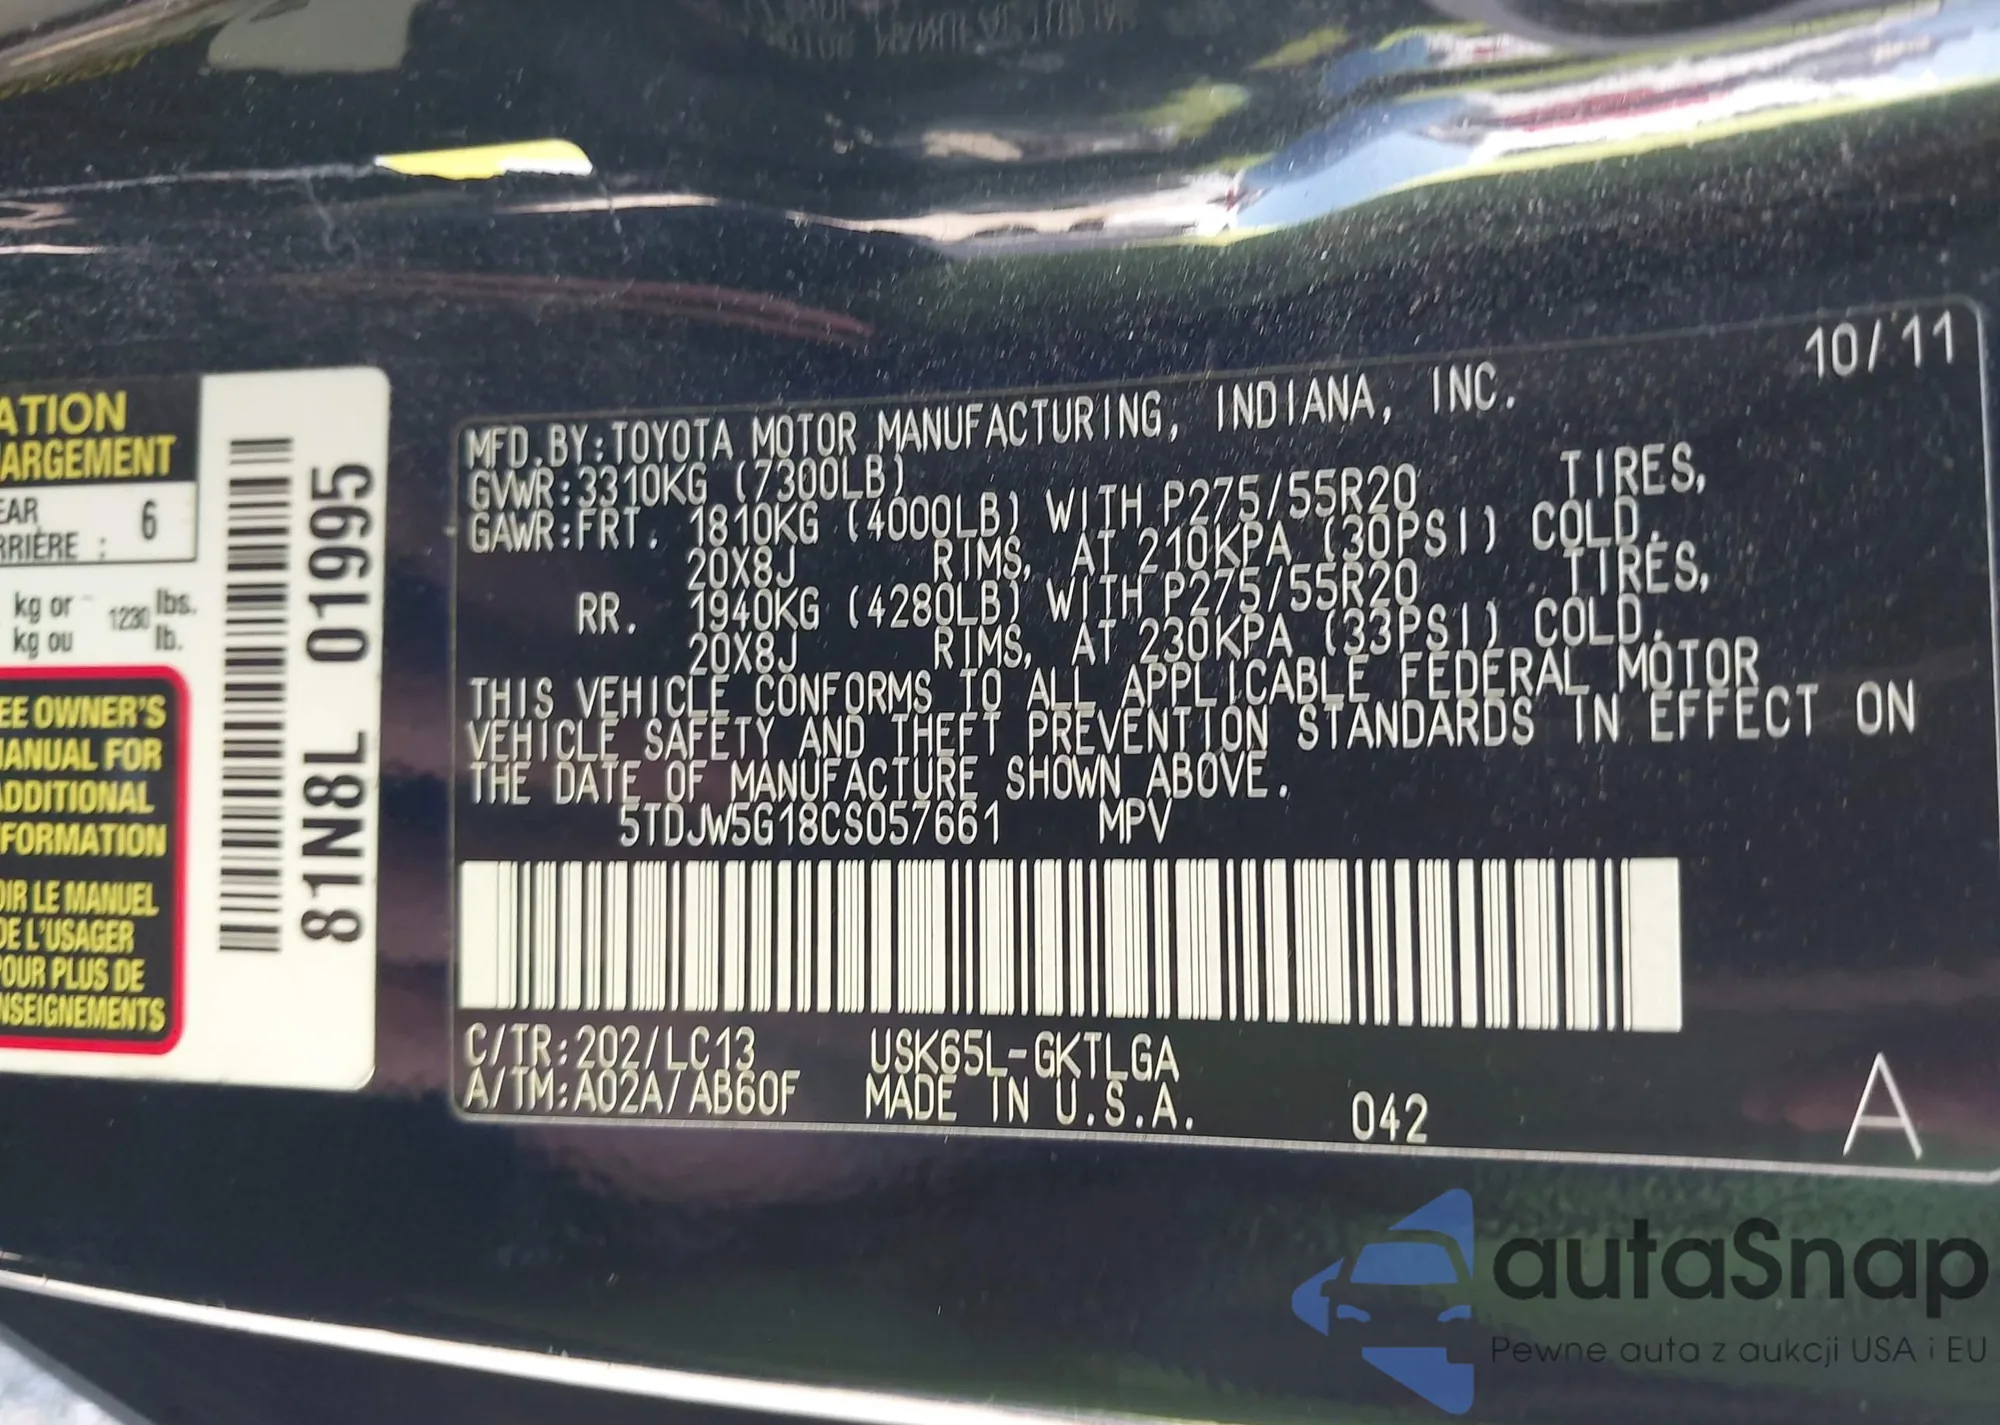 ATION
ARGEMENT
EAR
RRIÈRE : 6
kg or 1230 lbs.
kg ou lb.
EE OWNER'S
ANUAL FOR
ADDITIONAL
FORMATION
OIR LE MANUEL
DE L'USAGER
POUR PLUS DE
NSEIGNEMENTS
81N8L 01995
10/11
MFD.BY:TOYOTA MOTOR MANUFACTURING, INDIANA, INC.
GVWR:3310KG (7300LB)
GAWR:FRT. 1810KG (4000LB) WITH P275/55R20 TIRES,
20X8J RIMS, AT 210KPA (30PSI) COLD.
RR. 1940KG (4280LB) WITH P275/55R20 TIRES,
20X8J RIMS, AT 230KPA (33PSI) COLD.
THIS VEHICLE CONFORMS TO ALL APPLICABLE FEDERAL MOTOR
VEHICLE SAFETY AND THEFT PREVENTION STANDARDS IN EFFECT ON
THE DATE OF MANUFACTURE SHOWN ABOVE.
5TDJW5G18CS057661 MPV
C/TR:202/LC13 USK65L-GKTLGA
A/TM:A02A/AB60F MADE IN U.S.A. 042
A
autaSnap
Pewne auta z aukcji USA i EU